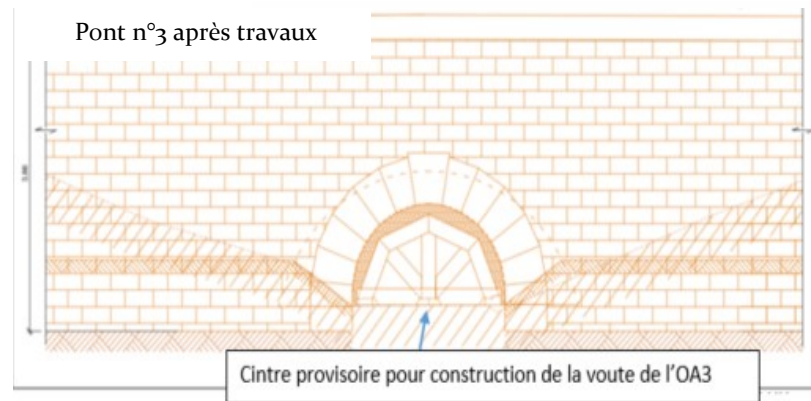 Pont n°3 après travaux
Cintre provisoire pour construction de la voute de l'OA3